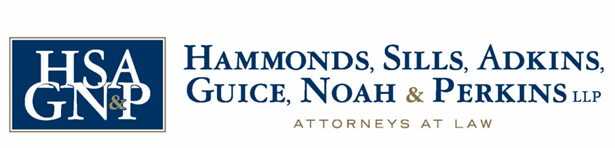 HSA
GN&P
HAMMONDS, SILLS, ADKINS,
GUICE, NOAH & PERKINS LLP
ATTORNEYS AT LAW